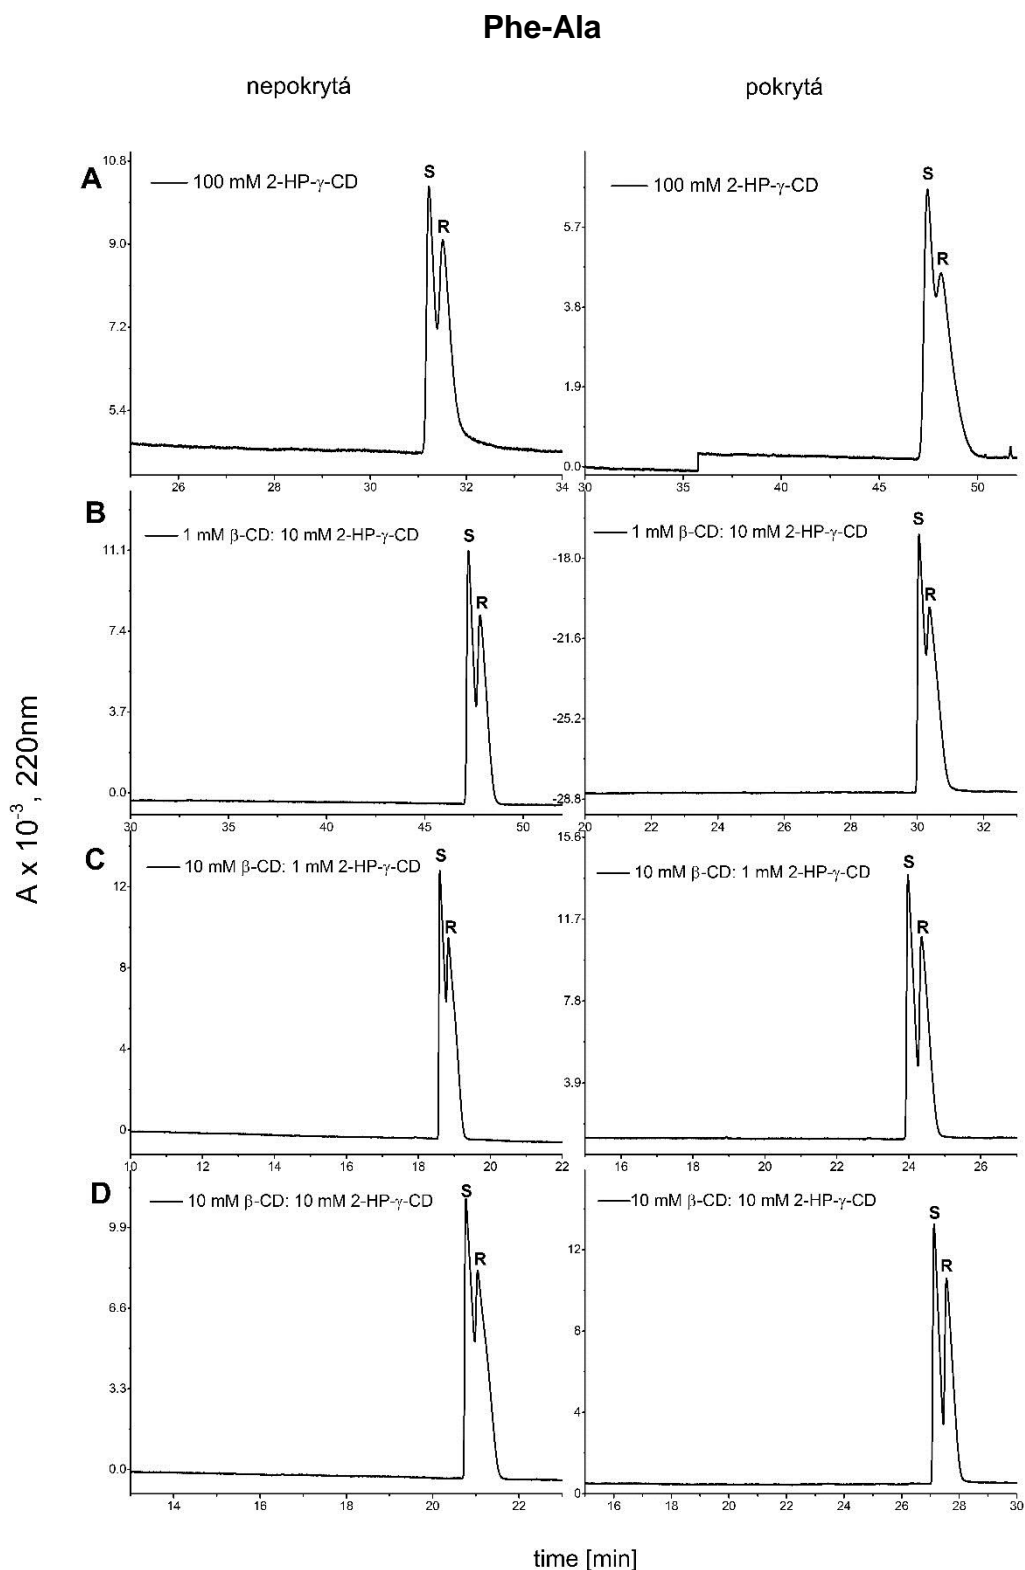 Phe-Ala
nepokrytá
pokrytá
A x 10⁻³, 220nm
A
100 mM 2-HP-γ-CD
S
R
10.8
9.0
7.2
5.4
26
28
30
32
34
100 mM 2-HP-γ-CD
S
R
5.7
3.8
1.9
0.0
30
35
40
45
50
B
1 mM β-CD: 10 mM 2-HP-γ-CD
S
R
11.1
7.4
3.7
0.0
30
35
40
45
50
1 mM β-CD: 10 mM 2-HP-γ-CD
S
R
-18.0
-21.6
-25.2
-28.8
20
22
24
26
28
30
32
C
10 mM β-CD: 1 mM 2-HP-γ-CD
S
R
12
8
4
0
10
12
14
16
18
20
22
10 mM β-CD: 1 mM 2-HP-γ-CD
S
R
15.6
11.7
7.8
3.9
16
18
20
22
24
26
D
10 mM β-CD: 10 mM 2-HP-γ-CD
S
R
9.9
6.6
3.3
0.0
14
16
18
20
22
10 mM β-CD: 10 mM 2-HP-γ-CD
S
R
12
8
4
0
16
18
20
22
24
26
28
30
time [min]